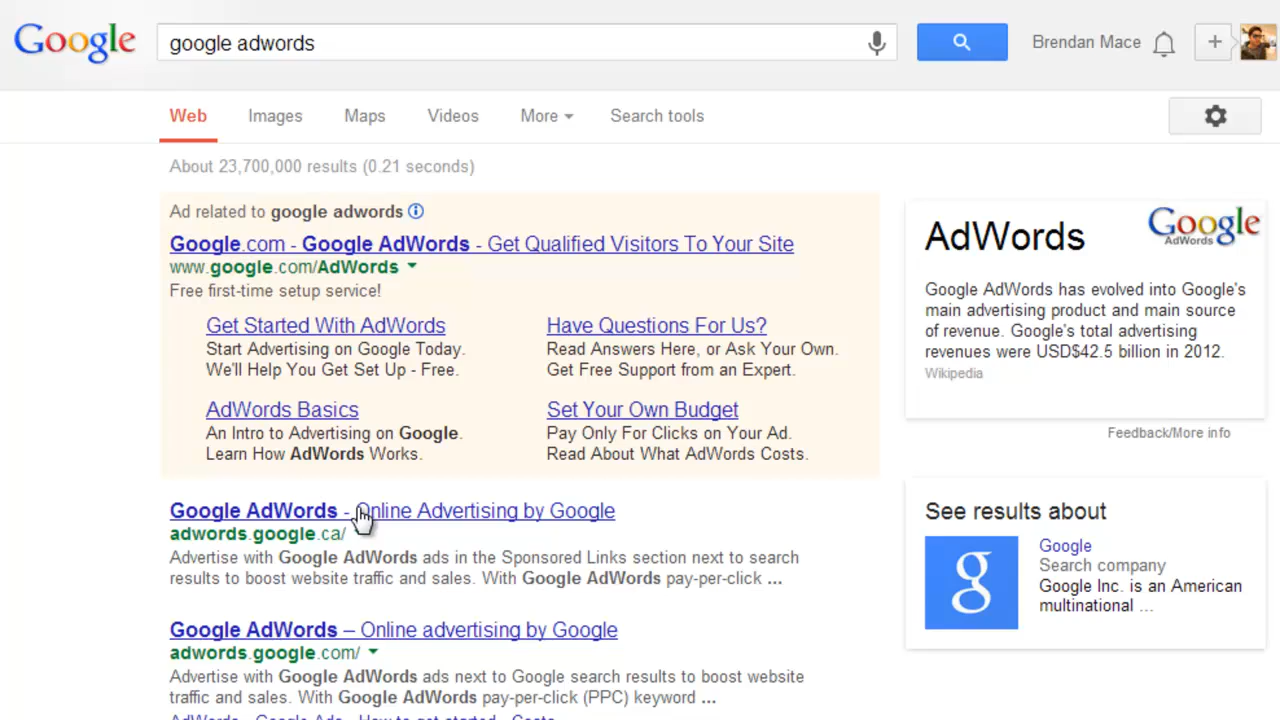 Google
google adwords
Brendan Mace
Web Images Maps Videos More Search tools
About 23,700,000 results (0.21 seconds)
Ad related to google adwords
Google.com - Google AdWords - Get Qualified Visitors To Your Site
www.google.com/AdWords
Free first-time setup service!
Get Started With AdWords
Start Advertising on Google Today.
We'll Help You Get Set Up - Free.
Have Questions For Us?
Read Answers Here, or Ask Your Own.
Get Free Support from an Expert.
AdWords Basics
An Intro to Advertising on Google.
Learn How AdWords Works.
Set Your Own Budget
Pay Only For Clicks on Your Ad.
Read About What AdWords Costs.
Google AdWords - Online Advertising by Google
adwords.google.ca/
Advertise with Google AdWords ads in the Sponsored Links section next to search
results to boost website traffic and sales. With Google AdWords pay-per-click ...
Google AdWords – Online advertising by Google
adwords.google.com/
Advertise with Google AdWords ads next to Google search results to boost website
traffic and sales. With Google AdWords pay-per-click (PPC) keyword ...
AdWords - Google Ads - How to get started - Costs
AdWords
Google
AdWords
Google AdWords has evolved into Google's
main advertising product and main source
of revenue. Google's total advertising
revenues were USD$42.5 billion in 2012.
Wikipedia
Feedback/More info
See results about
g
Google
Search company
Google Inc. is an American
multinational ...